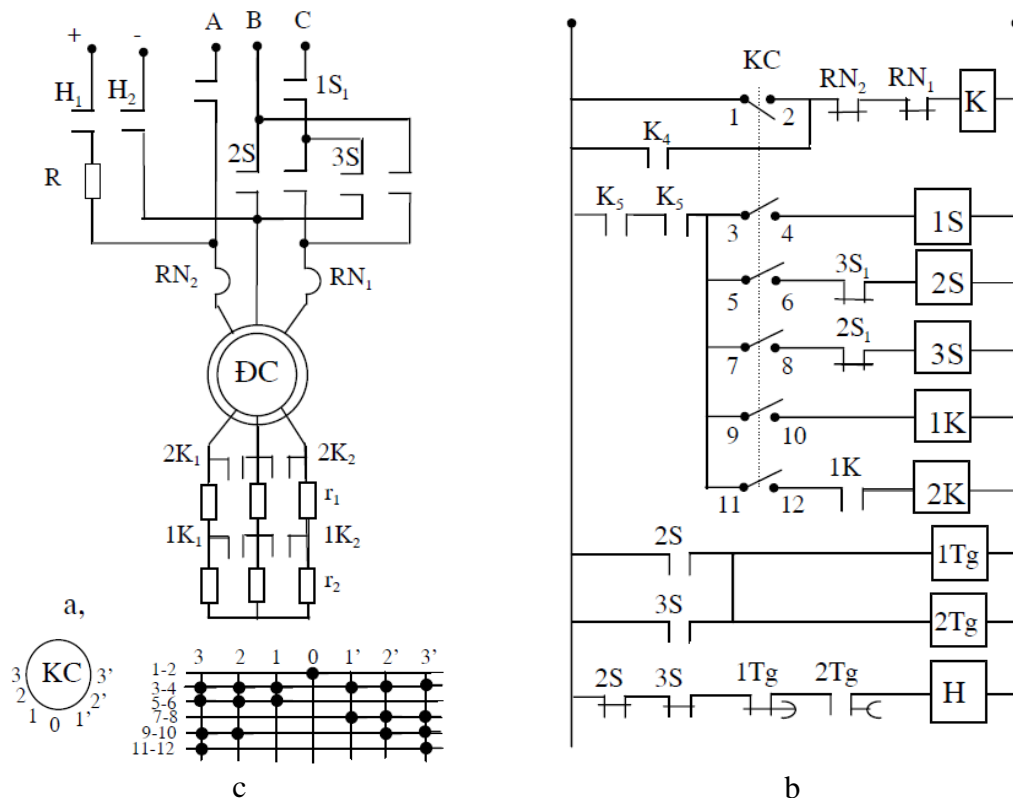 + - A B C
H₁ H₂ 1S₁
R 2S 3S
RN₂ RN₁
ĐC
2K₁ 2K₂
r₁
1K₁ 1K₂
r₂
a,
KC
3 2 1 0 1' 2' 3'
3 2 1 0 1' 2' 3'
1-2
3-4
5-6
7-8
9-10
11-12
c
KC
1 2 RN₂ RN₁ K
K₄
K₅ K₅ 3 4 1S
5 6 3S₁ 2S
7 8 2S₁ 3S
9 10 1K
11 12 1K 2K
2S 1Tg
3S 2Tg
2S 3S 1Tg 2Tg H
b